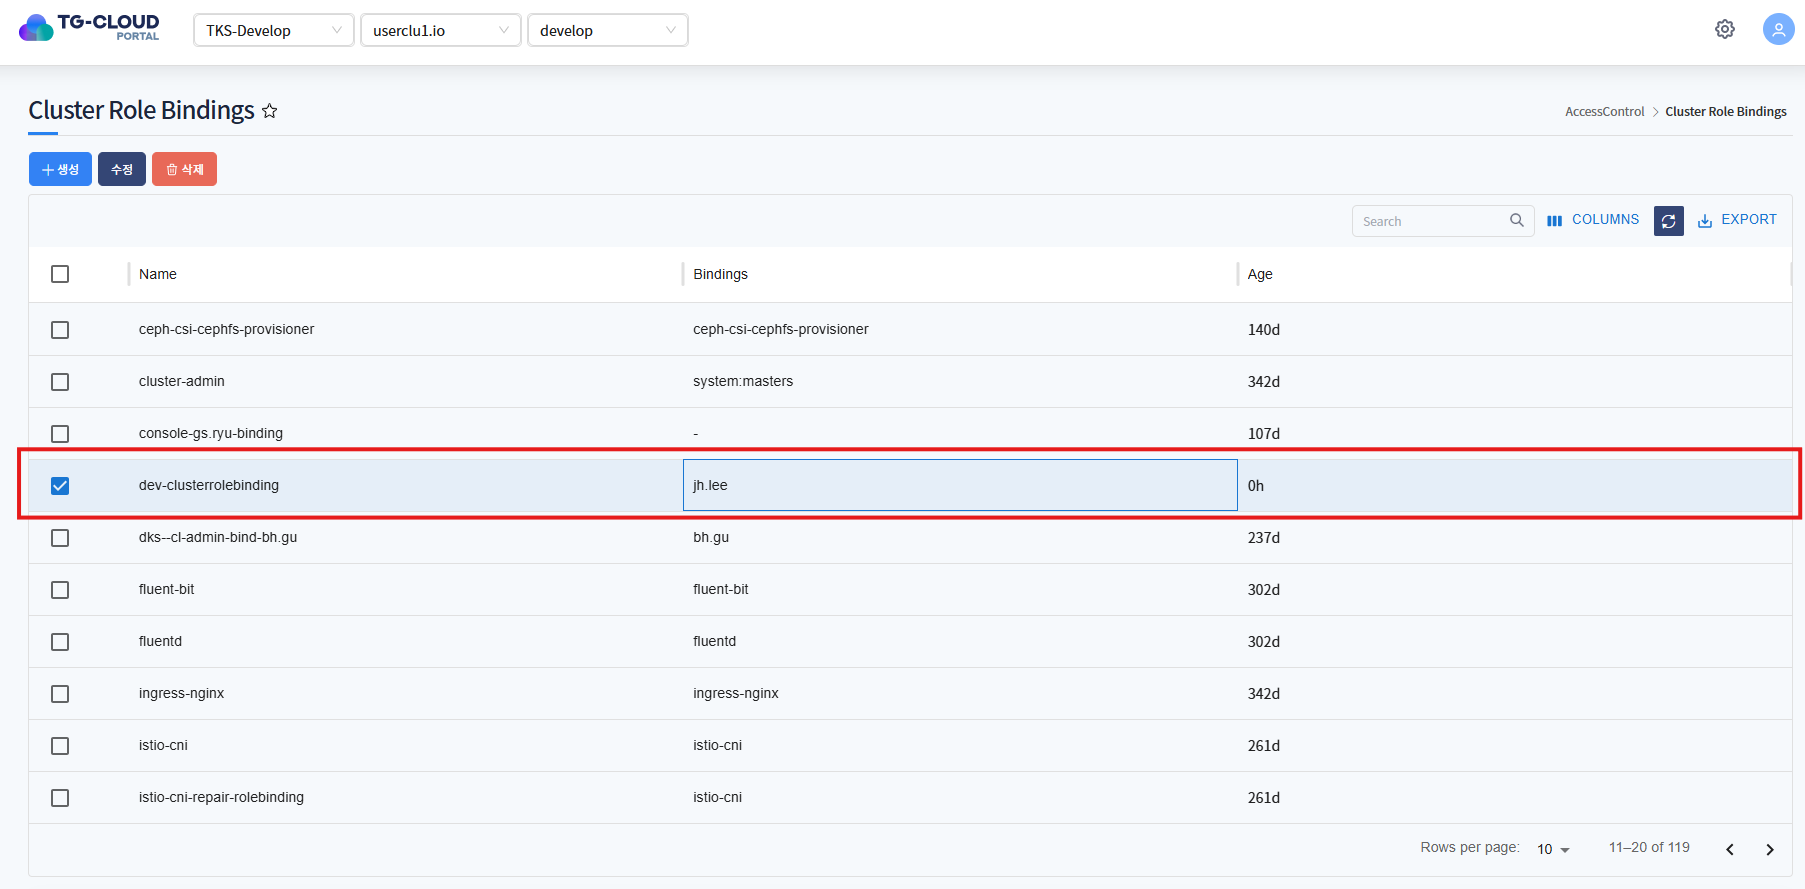 TG-CLOUD
PORTAL
TKS-Develop
userclu1.io
develop
Cluster Role Bindings
AccessControl > Cluster Role Bindings
생성
수정
삭제
Search
COLUMNS
EXPORT
Name Bindings Age
ceph-csi-cephfs-provisioner ceph-csi-cephfs-provisioner 140d
cluster-admin system:masters 342d
console-gs.ryu-binding - 107d
dev-clusterrolebinding jh.lee 0h
dks--cl-admin-bind-bh.gu bh.gu 237d
fluent-bit fluent-bit 302d
fluentd fluentd 302d
ingress-nginx ingress-nginx 342d
istio-cni istio-cni 261d
istio-cni-repair-rolebinding istio-cni 261d
Rows per page: 10 11–20 of 119